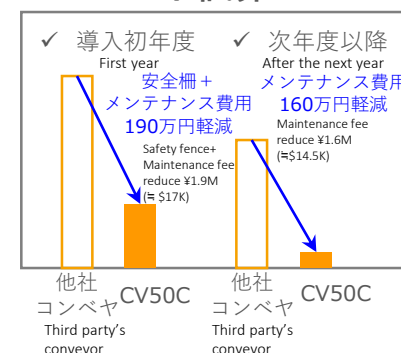 ✓ 導入初年度
First year
安全柵+
メンテナンス費用
190万円軽減
Safety fence+
Maintenance fee
reduce ¥1.9M
(≒ $17K)
✓ 次年度以降
After the next year
メンテナンス費用
160万円軽減
Maintenance fee
reduce ¥1.6M
(≒$14.5K)
他社
コンベヤ
Third party's
conveyor
CV50C
他社
コンベヤ
Third party's
conveyor
CV50C